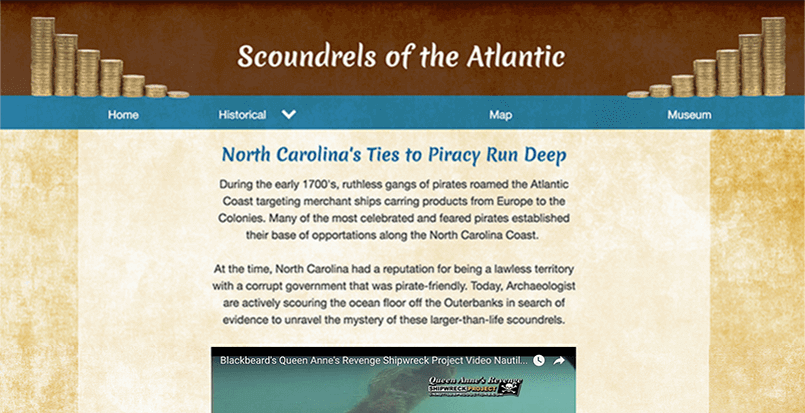 Scoundrels of the Atlantic
Home Historical Map Museum
North Carolina's Ties to Piracy Run Deep
During the early 1700's, ruthless gangs of pirates roamed the Atlantic
Coast targeting merchant ships carring products from Europe to the
Colonies. Many of the most celebrated and feared pirates established
their base of opportations along the North Carolina Coast.
At the time, North Carolina had a reputation for being a lawless territory
with a corrupt government that was pirate-friendly. Today, Archaeologist
are actively scouring the ocean floor off the Outerbanks in search of
evidence to unravel the mystery of these larger-than-life scoundrels.
Blackbeard's Queen Anne's Revenge Shipwreck Project Video Nautil...
Queen Anne's Revenge
SHIPWRECK PROJECT